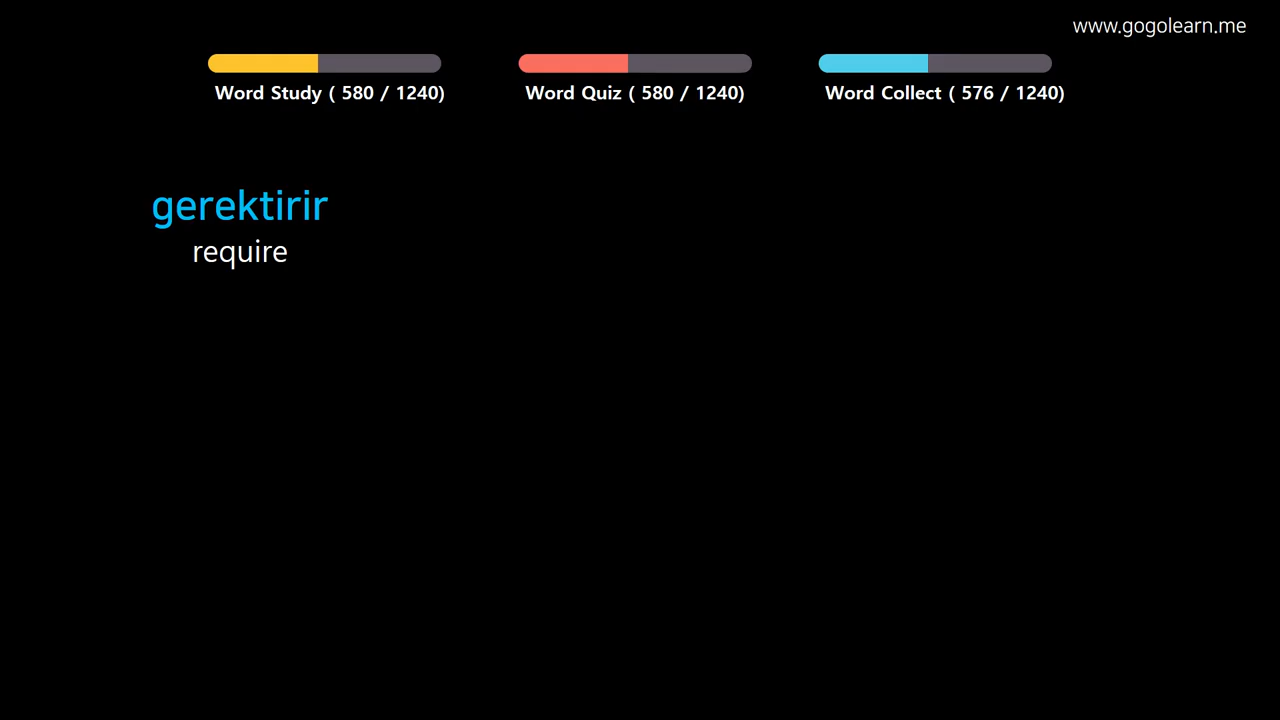 www.gogolearn.me
Word Study ( 580 / 1240)
Word Quiz ( 580 / 1240)
Word Collect ( 576 / 1240)
gerektirir
require